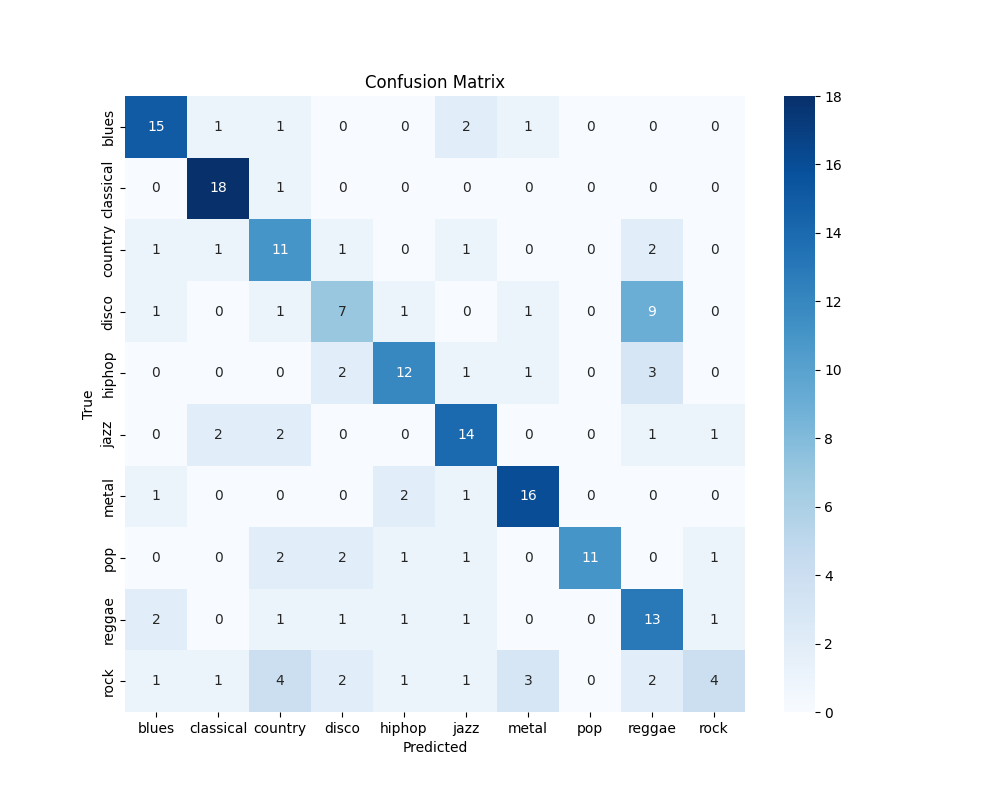 Confusion Matrix
blues 15 1 1 0 0 2 1 0 0 0
classical 0 18 1 0 0 0 0 0 0 0
country 1 1 11 1 0 1 0 0 2 0
disco 1 0 1 7 1 0 1 0 9 0
hiphop 0 0 0 2 12 1 1 0 3 0
jazz 0 2 2 0 0 14 0 0 1 1
metal 1 0 0 0 2 1 16 0 0 0
pop 0 0 2 2 1 1 0 11 0 1
reggae 2 0 1 1 1 1 0 0 13 1
rock 1 1 4 2 1 1 3 0 2 4
True
blues classical country disco hiphop jazz metal pop reggae rock
Predicted
18
16
14
12
10
8
6
4
2
0